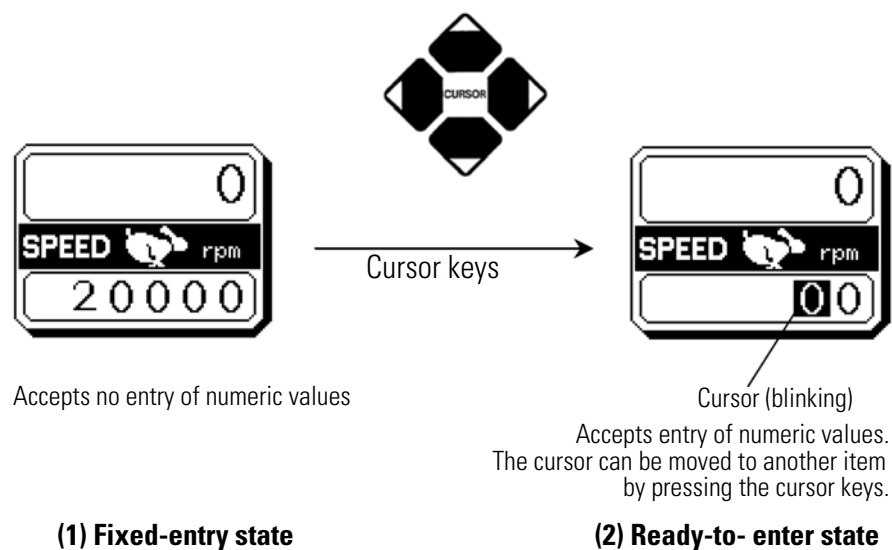 CURSOR
0
SPEED rpm
20000
Cursor keys
0
SPEED rpm
00
Accepts no entry of numeric values
Cursor (blinking)
Accepts entry of numeric values.
The cursor can be moved to another item
by pressing the cursor keys.
(1) Fixed-entry state
(2) Ready-to- enter state